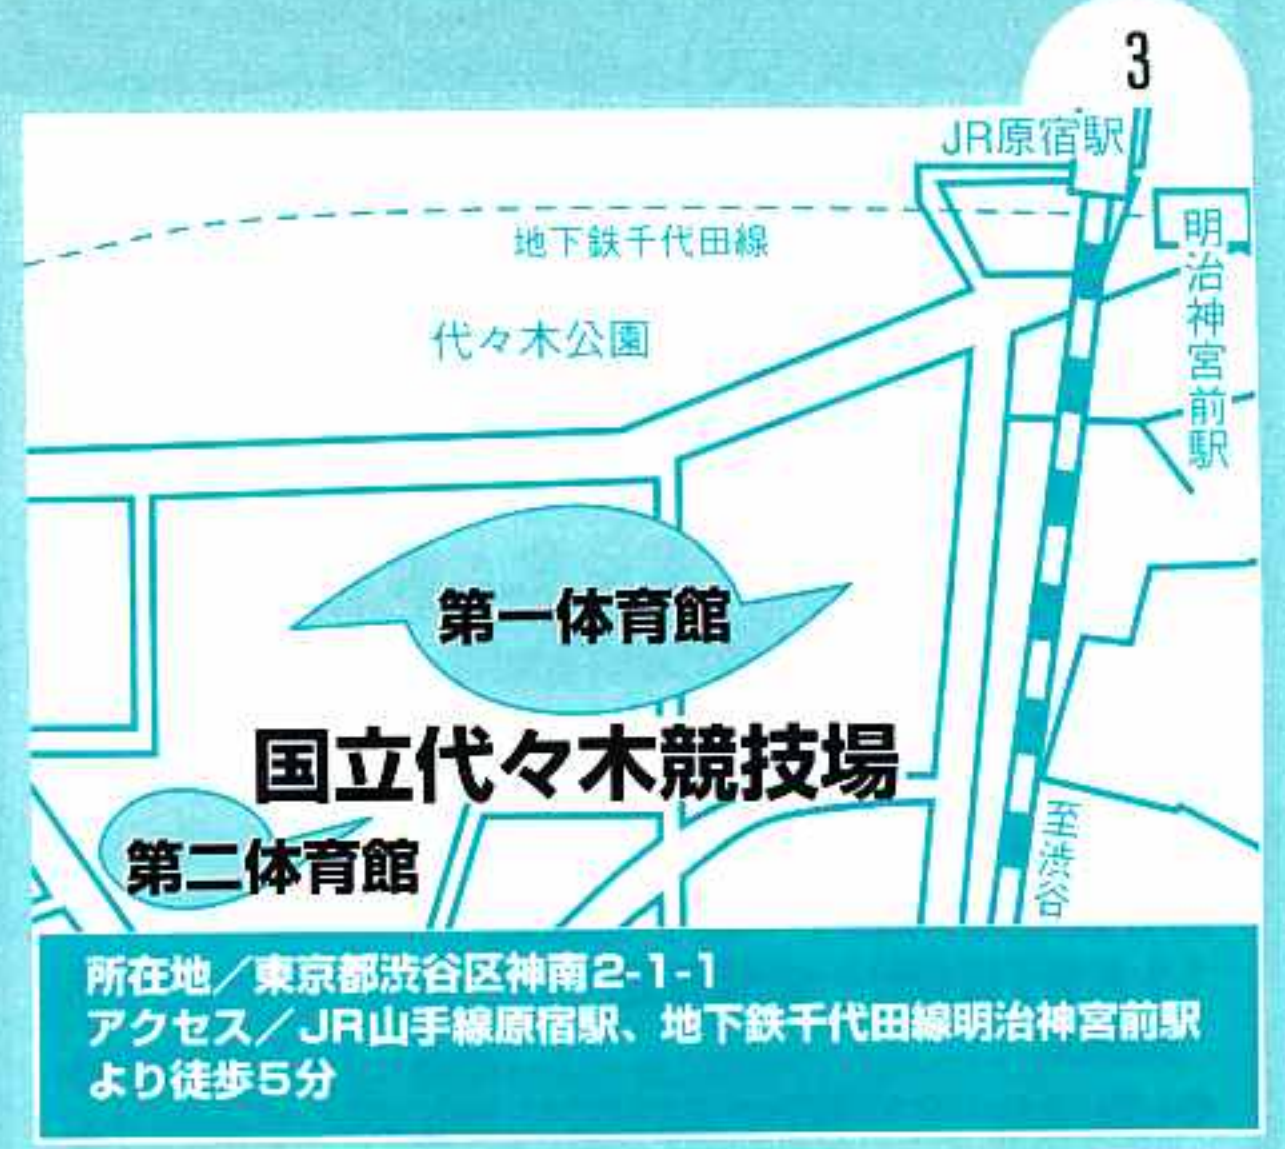 3
JR原宿駅
地下鉄千代田線
明治神宮前駅
代々木公園
第一体育館
国立代々木競技場
第二体育館
至渋谷
所在地／東京都渋谷区神南2-1-1
アクセス／JR山手線原宿駅、地下鉄千代田線明治神宮前駅
より徒歩5分